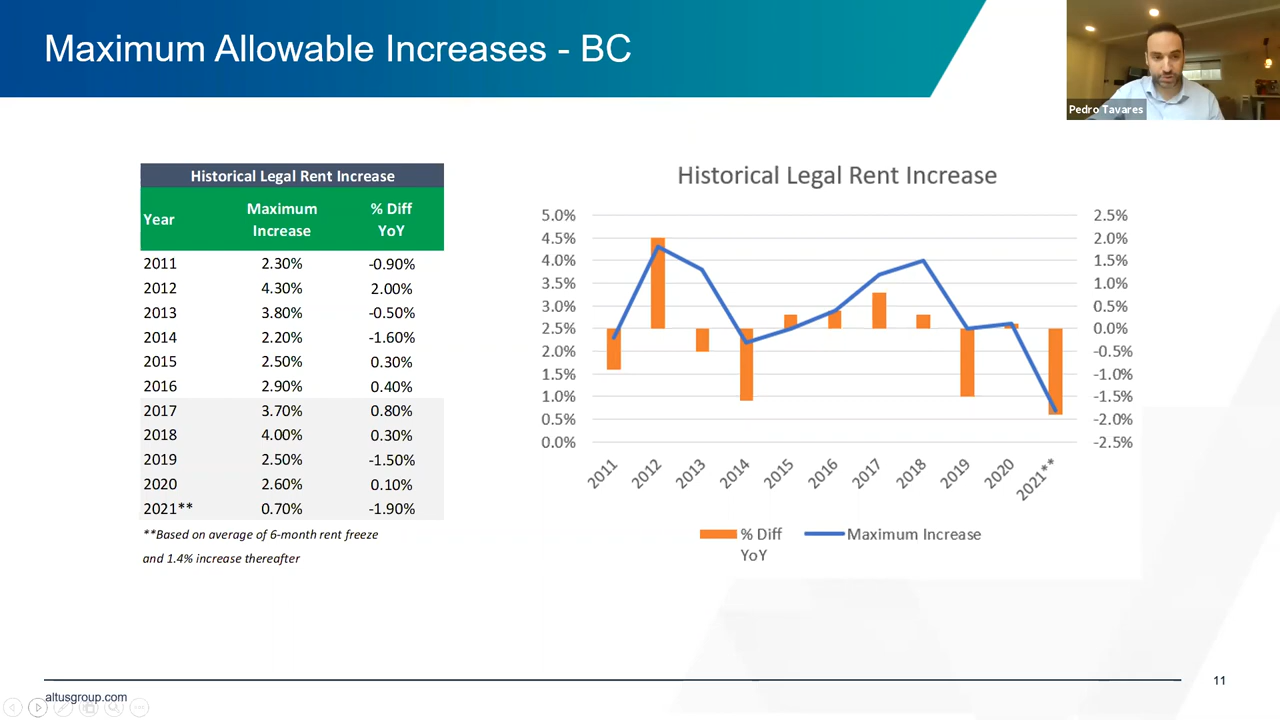 Maximum Allowable Increases - BC
Pedro Tavares
Historical Legal Rent Increase
Year Maximum Increase % Diff YoY
2011 2.30% -0.90%
2012 4.30% 2.00%
2013 3.80% -0.50%
2014 2.20% -1.60%
2015 2.50% 0.30%
2016 2.90% 0.40%
2017 3.70% 0.80%
2018 4.00% 0.30%
2019 2.50% -1.50%
2020 2.60% 0.10%
2021** 0.70% -1.90%
**Based on average of 6-month rent freeze
and 1.4% increase thereafter
Historical Legal Rent Increase
5.0% 2.5%
4.5% 2.0%
4.0% 1.5%
3.5% 1.0%
3.0% 0.5%
2.5% 0.0%
2.0% -0.5%
1.5% -1.0%
1.0% -1.5%
0.5% -2.0%
0.0% -2.5%
2011 2012 2013 2014 2015 2016 2017 2018 2019 2020 2021**
% Diff YoY Maximum Increase
11
altusgroup.com